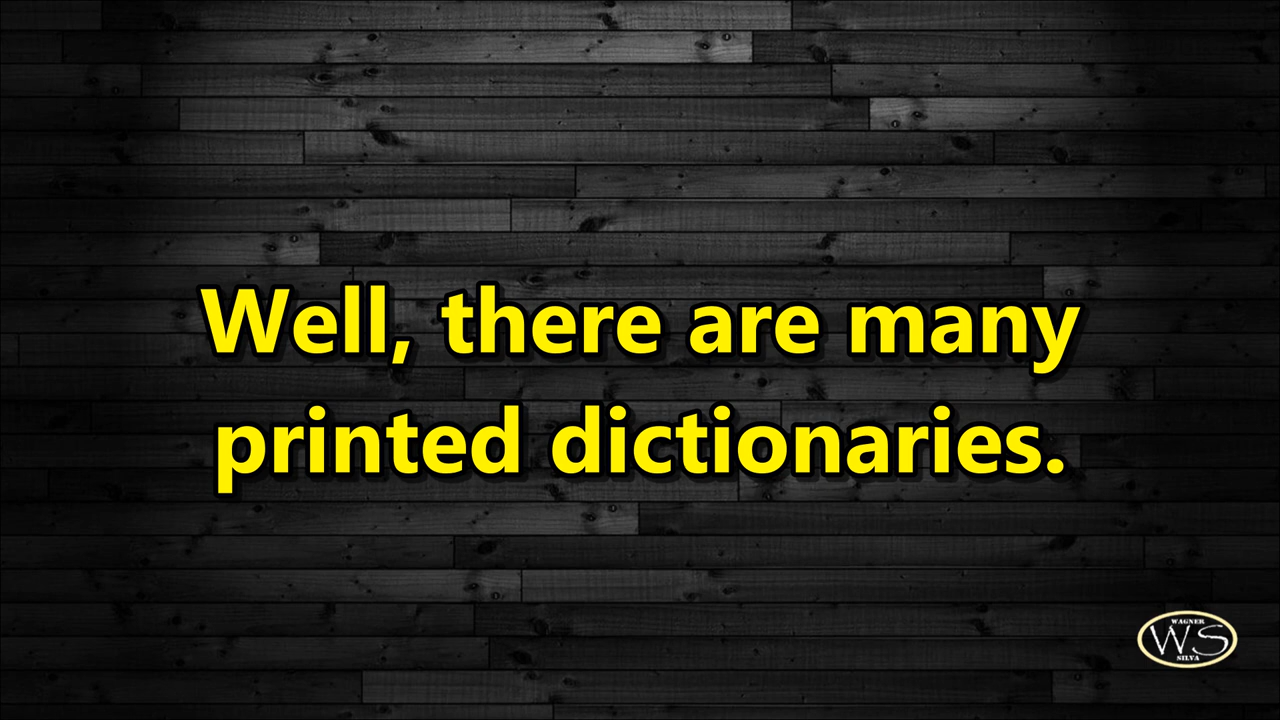 Well, there are many
printed dictionaries.
WAGNER
WS
SILVA